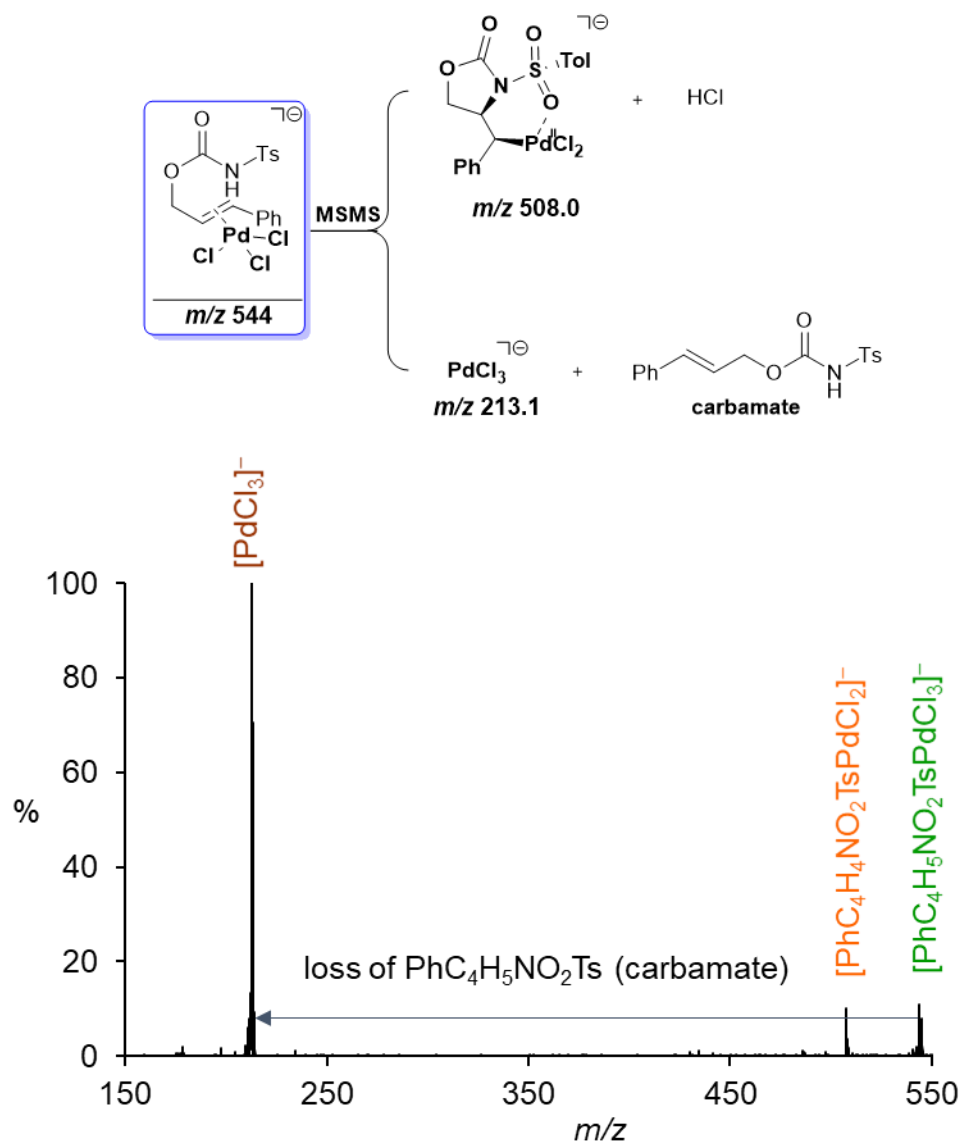 O
O
N
H
Ts
Ph
Pd
Cl
Cl
Cl
⊖
m/z 544
MSMS
O
O
N
O
S
O
Tol
Ph
PdᴵᴵCl₂
⊖
m/z 508.0
+
HCl
PdCl₃
⊖
m/z 213.1
+
Ph
O
O
N
H
Ts
carbamate
[PdCl₃]⁻
[PhC₄H₄NO₂TsPdCl₂]⁻
[PhC₄H₅NO₂TsPdCl₃]⁻
100
80
60
%
40
20
0
loss of PhC₄H₅NO₂Ts (carbamate)
150 250 350 450 550
m/z